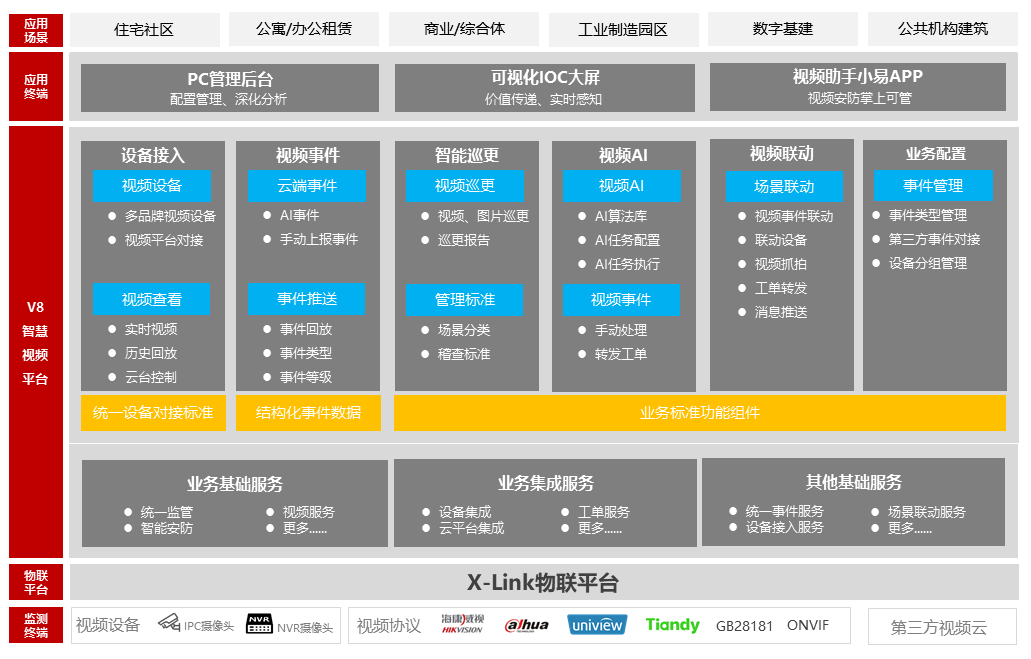 应用
场景
住宅社区
公寓/办公租赁
商业/综合体
工业制造园区
数字基建
公共机构建筑
应用
终端
PC管理后台
配置管理、深化分析
可视化IOC大屏
价值传递、实时感知
视频助手小易APP
视频安防掌上可管
V8
智慧
视频
平台
设备接入
视频设备
多品牌视频设备
视频平台对接
视频查看
实时视频
历史回放
云台控制
视频事件
云端事件
AI事件
手动上报事件
事件推送
事件回放
事件类型
事件等级
智能巡更
视频巡更
视频、图片巡更
巡更报告
管理标准
场景分类
稽查标准
视频AI
视频AI
AI算法库
AI任务配置
AI任务执行
视频事件
手动处理
转发工单
视频联动
场景联动
视频事件联动
联动设备
视频抓拍
工单转发
消息推送
业务配置
事件管理
事件类型管理
第三方事件对接
设备分组管理
统一设备对接标准
结构化事件数据
业务标准功能组件
业务基础服务
统一监管
智能安防
视频服务
更多......
业务集成服务
设备集成
云平台集成
工单服务
更多......
其他基础服务
统一事件服务
设备接入服务
场景联动服务
更多......
物联
平台
X-Link物联平台
监测
终端
视频设备
IPC摄像头
NVR
NVR摄像头
视频协议
海康威视
HIKVISION
alhua
TECHNOLOGY
uniview
Tiandy
GB28181
ONVIF
第三方视频云